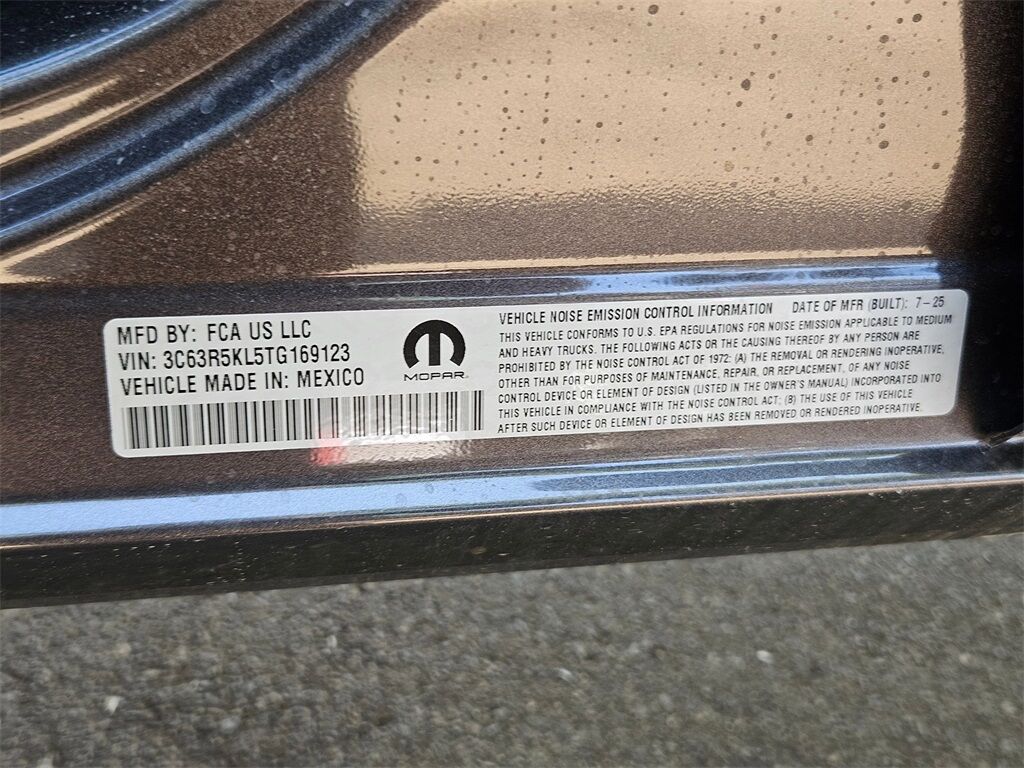 MFD BY: FCA US LLC
VIN: 3C63R5KL5TG169123
VEHICLE MADE IN: MEXICO
MOPAR
VEHICLE NOISE EMISSION CONTROL INFORMATION DATE OF MFR (BUILT): 7-25
THIS VEHICLE CONFORMS TO U.S. EPA REGULATIONS FOR NOISE EMISSION APPLICABLE TO MEDIUM
AND HEAVY TRUCKS. THE FOLLOWING ACTS OR THE CAUSING THEREOF BY ANY PERSON ARE
PROHIBITED BY THE NOISE CONTROL ACT OF 1972: (A) THE REMOVAL OR RENDERING INOPERATIVE,
OTHER THAN FOR PURPOSES OF MAINTENANCE, REPAIR, OR REPLACEMENT, OF ANY NOISE
CONTROL DEVICE OR ELEMENT OF DESIGN (LISTED IN THE OWNER'S MANUAL) INCORPORATED INTO
THIS VEHICLE IN COMPLIANCE WITH THE NOISE CONTROL ACT; (B) THE USE OF THIS VEHICLE
AFTER SUCH DEVICE OR ELEMENT OF DESIGN HAS BEEN REMOVED OR RENDERED INOPERATIVE.